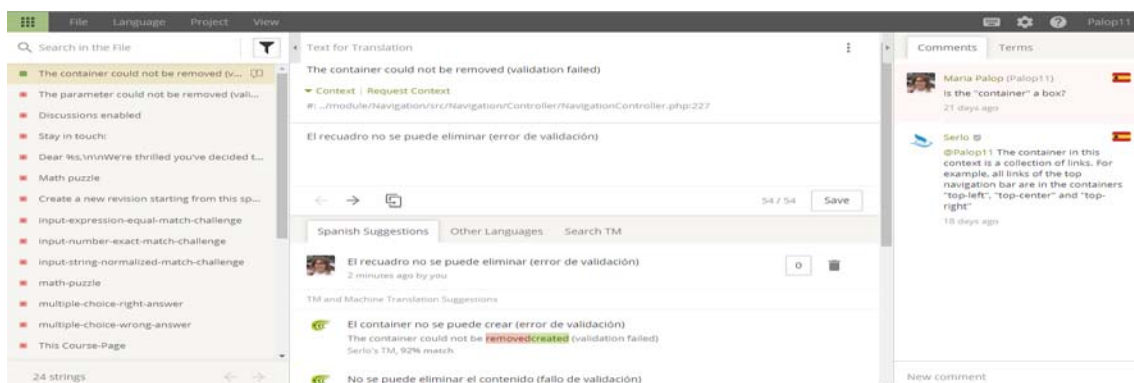 File Language Project View Palop11
Search in the File
The container could not be removed (v...
The parameter could not be removed (vali...
Discussions enabled
Stay in touch:
Dear %s,\n\nWe're thrilled you've decided t...
Math puzzle
Create a new revision starting from this sp...
input-expression-equal-match-challenge
input-number-exact-match-challenge
input-string-normalized-match-challenge
math-puzzle
multiple-choice-right-answer
multiple-choice-wrong-answer
This Course-Page
24 strings
Text for Translation
The container could not be removed (validation failed)
Context | Request Context
#: ../module/Navigation/src/Navigation/Controller/NavigationController.php:227
El recuadro no se puede eliminar (error de validación)
54 / 54 Save
Spanish Suggestions Other Languages Search TM
El recuadro no se puede eliminar (error de validación)
2 minutes ago by you
0
TM and Machine Translation Suggestions
El container no se puede crear (error de validación)
The container could not be removedcreated (validation failed)
Serlo's TM, 92% match
No se puede eliminar el contenido (fallo de validación)
Comments Terms
Maria Palop (Palop11)
Is the "container" a box?
21 days ago
Serlo
@Palop11 The container in this
context is a collection of links. For
example, all links of the top
navigation bar are in the containers
"top-left", "top-center" and "top-
right"
18 days ago
New comment